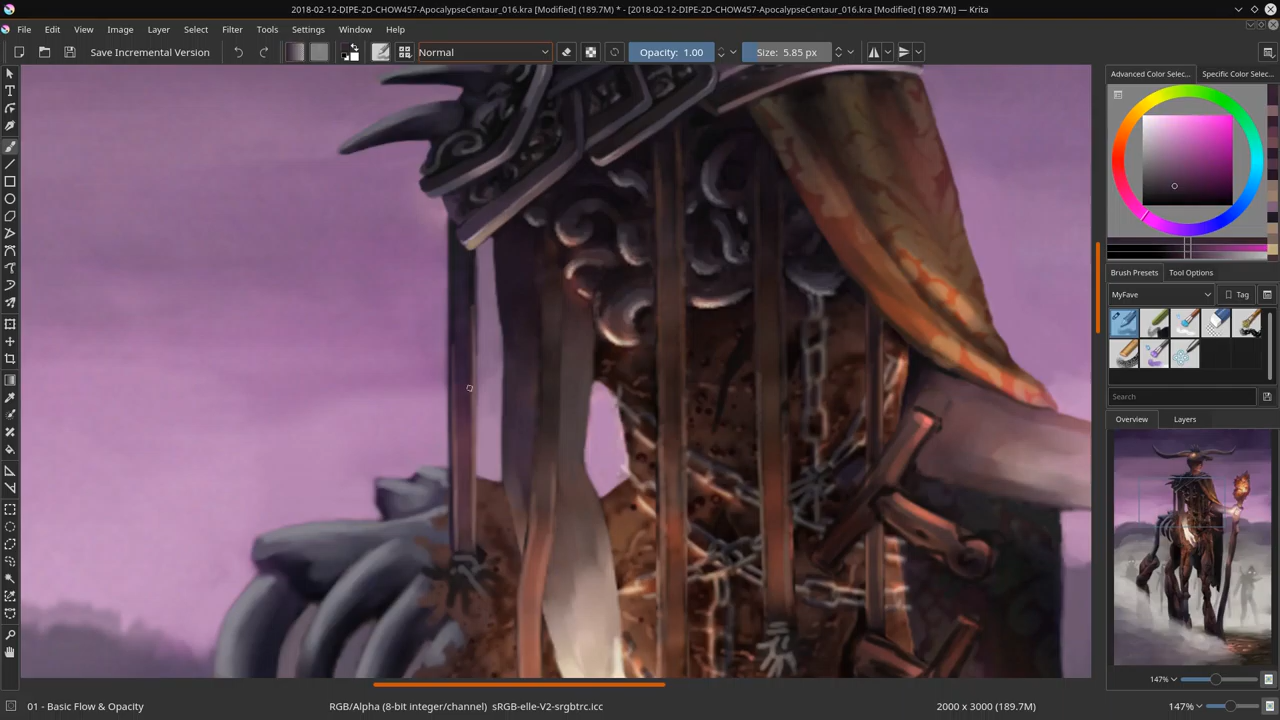 2018-02-12-DIPE-2D-CHOW457-ApocalypseCentaur_016.kra [Modified] (189.7M) * - [2018-02-12-DIPE-2D-CHOW457-ApocalypseCentaur_016.kra [Modified] (189.7M)] — Krita
File Edit View Image Layer Select Filter Tools Settings Window Help
Save Incremental Version Normal Opacity: 1.00 Size: 5.85 px
Advanced Color Selec... Specific Color Selec...
Brush Presets Tool Options
MyFave Tag
Search
Overview Layers
147%
01 - Basic Flow & Opacity RGB/Alpha (8-bit integer/channel) sRGB-elle-V2-srgbtrc.icc 2000 x 3000 (189.7M) 147%